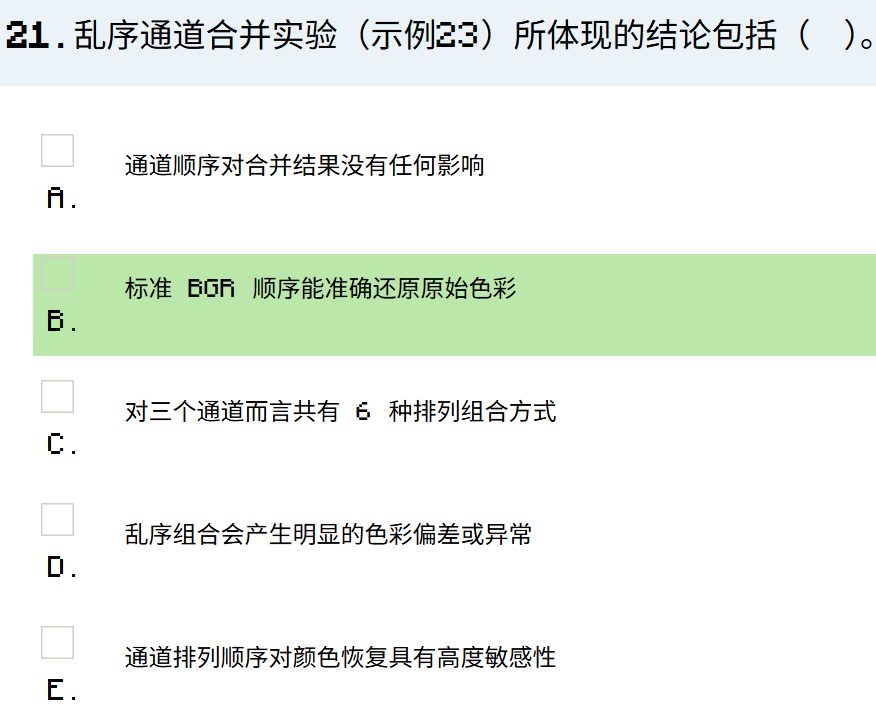 21.乱序通道合并实验（示例23）所体现的结论包括（ ）。
A. 通道顺序对合并结果没有任何影响
B. 标准 BGR 顺序能准确还原原始色彩
C. 对三个通道而言共有 6 种排列组合方式
D. 乱序组合会产生明显的色彩偏差或异常
E. 通道排列顺序对颜色恢复具有高度敏感性